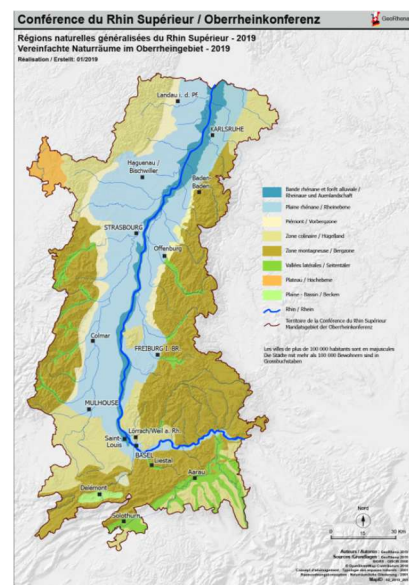 Conférence du Rhin Supérieur / Oberrheinkonferenz
GeoRhena
Régions naturelles généralisées du Rhin Supérieur - 2019
Vereinfachte Naturräume im Oberrheingebiet - 2019
Réalisation / Erstellt: 01/2019
Landau i. d. Pf.
KARLSRUHE
Haguenau /
Bischwiller
Baden
Baden
STRASBOURG
Offenburg
Colmar
FREIBURG I. BR.
MULHOUSE
Saint-
Louis
Lörrach/Weil a. Rh.
BASEL
Liestal
Aarau
Delémont
Solothurn
Bande rhénane et forêt alluviale /
Rheinaue und Auenlandschaft
Plaine rhénane / Rheinebene
Piémont / Vorbergzone
Zone collinaire / Hügelland
Zone montagneuse / Bergzone
Vallées latérales / Seitentäler
Plateau / Hochebene
Plaine - Bassin / Becken
Rhin / Rhein
Territoire de la Conférence du Rhin Supérieur
Mandatsgebiet der Oberrheinkonferenz
Les villes de plus de 100 000 habitants sont en majuscules
Die Städte mit mehr als 100 000 Bewohnern sind in
Grossbuchstaben
Nord
0 15 30 km